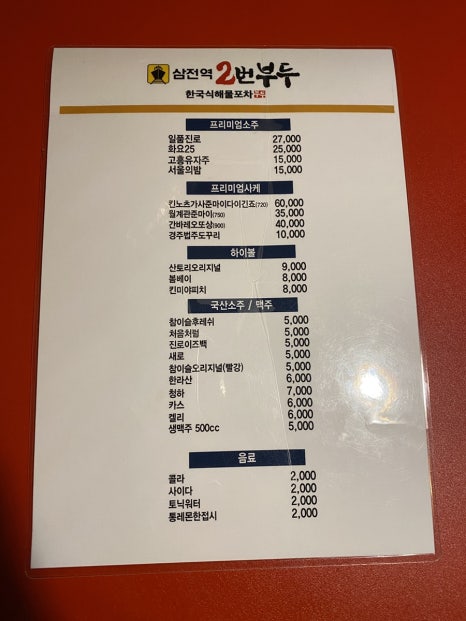 삼전역 2번부두
한국식해물포차
프리미엄소주
일품진로 27,000
화요25 25,000
고흥유자주 15,000
서울의밤 15,000
프리미엄사케
킨노츠가사준마이다이긴죠(720) 60,000
월계관준마이(750) 35,000
간바레오또상(900) 40,000
경주법주도꾸리 10,000
하이볼
산토리오리지널 9,000
봄베이 8,000
킨미야피치 8,000
국산소주 / 맥주
참이슬후레쉬 5,000
처음처럼 5,000
진로이즈백 5,000
새로 5,000
참이슬오리지널(빨강) 5,000
한라산 6,000
청하 7,000
카스 6,000
켈리 6,000
생맥주 500cc 5,000
음료
콜라 2,000
사이다 2,000
토닉워터 2,000
통레몬한접시 2,000